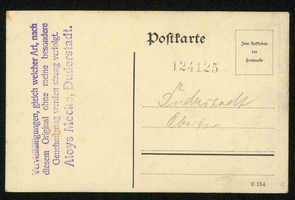 Vervielfältigungen, gleich welcher Art, nach
diesem Original ohne meine besondere
Genehmigung werden streng verfolgt.
Aloys Mecke, Duderstadt.
Postkarte
Zum Aufkleben
der
Freimarke
124125
Duderstadt
C 154